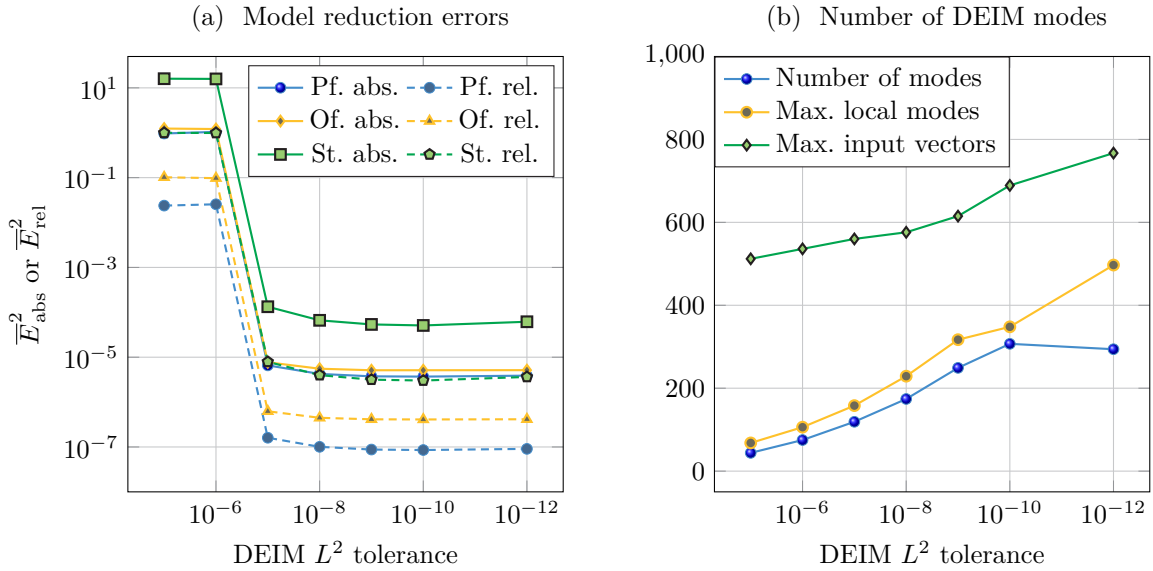 (a) Model reduction errors
10^1
10^−1
10^−3
10^−5
10^−7
E̅²_abs or E̅²_rel
Pf. abs. Pf. rel.
Of. abs. Of. rel.
St. abs. St. rel.
10^−6 10^−8 10^−10 10^−12
DEIM L² tolerance
(b) Number of DEIM modes
1,000
800
600
400
200
0
Number of modes
Max. local modes
Max. input vectors
10^−6 10^−8 10^−10 10^−12
DEIM L² tolerance